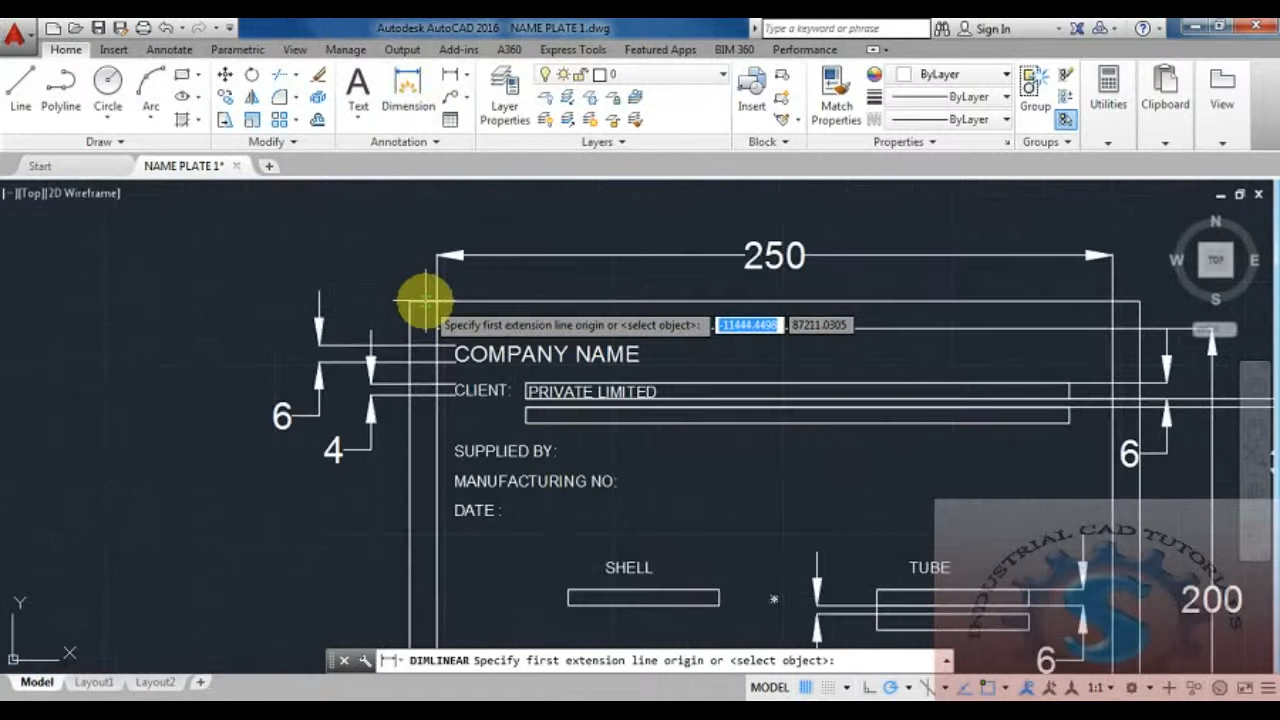 Autodesk AutoCAD 2016 NAME PLATE 1.dwg
Type a keyword or phrase
Sign In
Home Insert Annotate Parametric View Manage Output Add-ins A360 Express Tools Featured Apps BIM 360 Performance
Line Polyline Circle Arc
Text Dimension
Layer Properties
0
Insert
Match Properties
ByLayer
ByLayer
ByLayer
Group
Utilities
Clipboard
View
Draw Modify Annotation Layers Block Properties Groups
Start NAME PLATE 1*
[−][Top][2D Wireframe]
N
W TOP E
S
250
Specify first extension line origin or <select object>: -11444.4498 87211.0305
COMPANY NAME
CLIENT: PRIVATE LIMITED
6
4
6
SUPPLIED BY:
MANUFACTURING NO:
DATE :
SHELL TUBE
INDUSTRIAL CAD TUTORIALS
S
200
6
Y
X
DIMLINEAR Specify first extension line origin or <select object>:
Model Layout1 Layout2 +
MODEL 1:1